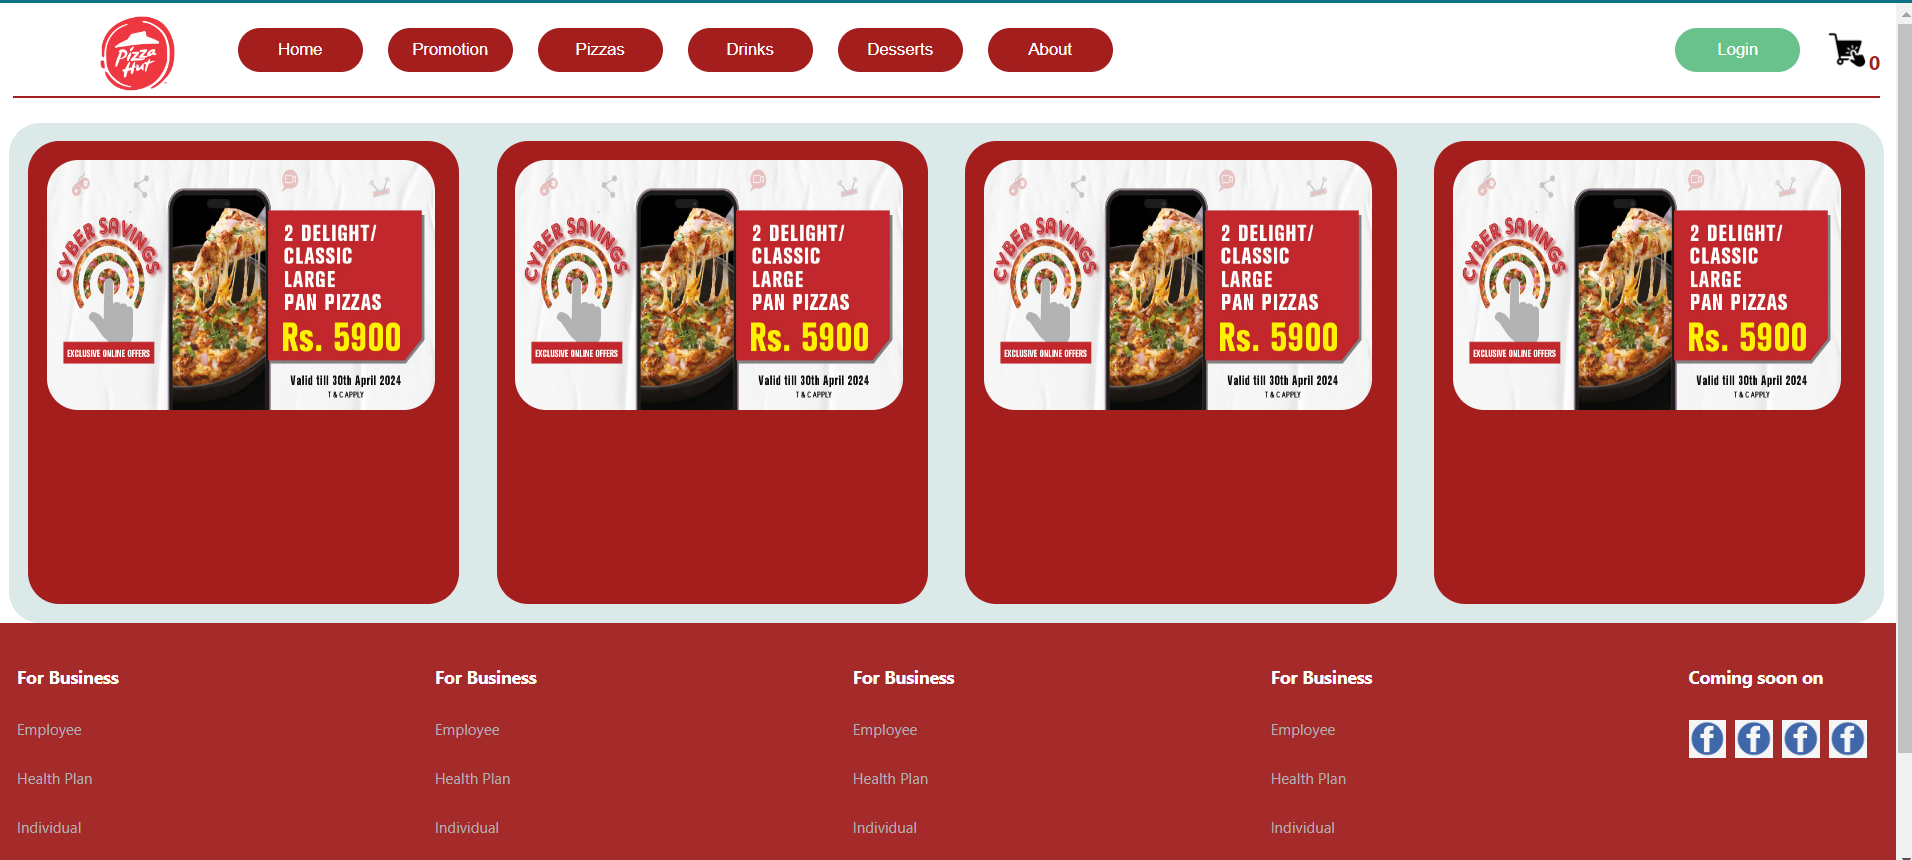 Pizza
Hut
Home
Promotion
Pizzas
Drinks
Desserts
About
Login
0
CYBER SAVINGS
EXCLUSIVE ONLINE OFFERS
2 DELIGHT/
CLASSIC
LARGE
PAN PIZZAS
Rs. 5900
Valid till 30th April 2024
T & C APPLY
CYBER SAVINGS
EXCLUSIVE ONLINE OFFERS
2 DELIGHT/
CLASSIC
LARGE
PAN PIZZAS
Rs. 5900
Valid till 30th April 2024
T & C APPLY
CYBER SAVINGS
EXCLUSIVE ONLINE OFFERS
2 DELIGHT/
CLASSIC
LARGE
PAN PIZZAS
Rs. 5900
Valid till 30th April 2024
T & C APPLY
CYBER SAVINGS
EXCLUSIVE ONLINE OFFERS
2 DELIGHT/
CLASSIC
LARGE
PAN PIZZAS
Rs. 5900
Valid till 30th April 2024
T & C APPLY
For Business
Employee
Health Plan
Individual
For Business
Employee
Health Plan
Individual
For Business
Employee
Health Plan
Individual
For Business
Employee
Health Plan
Individual
Coming soon on
f f f f